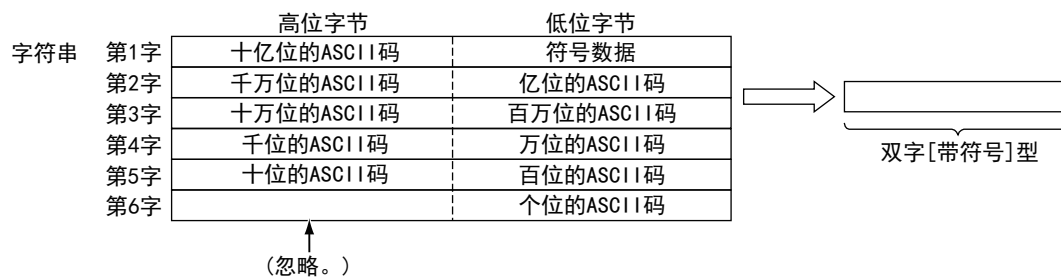 高位字节 低位字节
字符串 第1字 十亿位的ASCII码 符号数据
第2字 千万位的ASCII码 亿位的ASCII码
第3字 十万位的ASCII码 百万位的ASCII码
第4字 千位的ASCII码 万位的ASCII码
第5字 十位的ASCII码 百位的ASCII码
第6字 个位的ASCII码
双字[带符号]型
(忽略。)